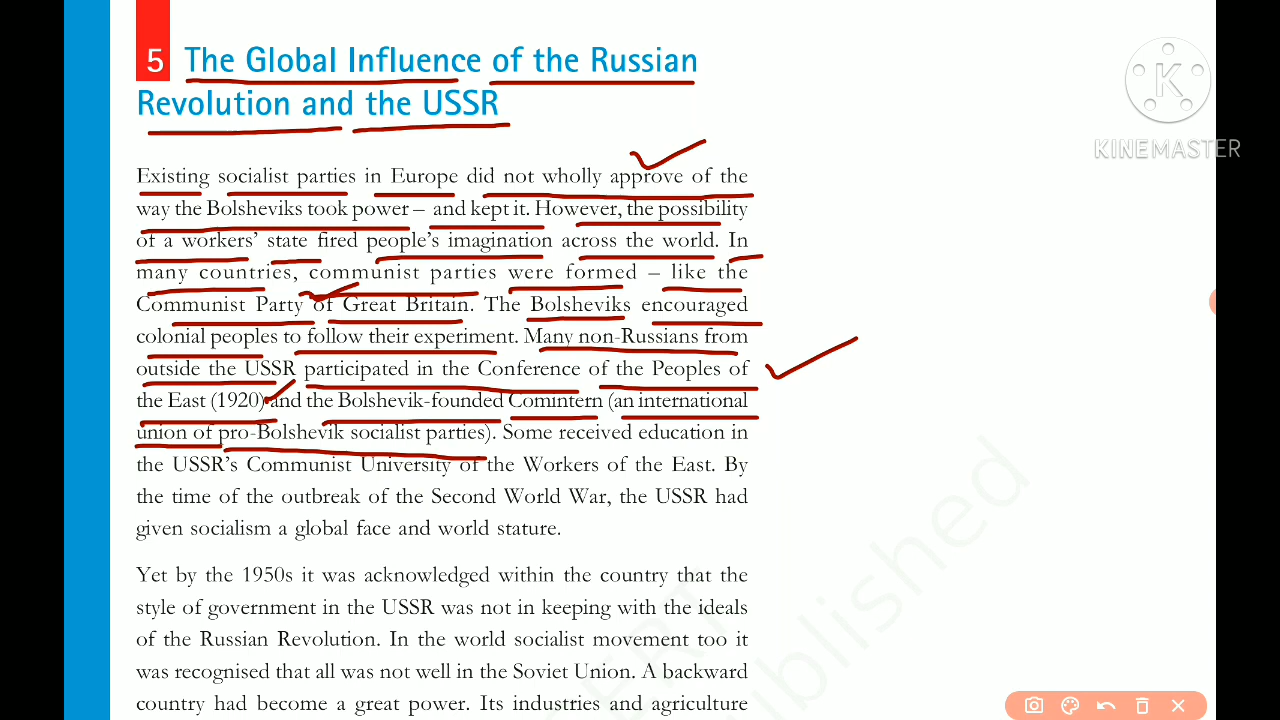 5 The Global Influence of the Russian
Revolution and the USSR
KINEMASTER
Existing socialist parties in Europe did not wholly approve of the
way the Bolsheviks took power – and kept it. However, the possibility
of a workers' state fired people's imagination across the world. In
many countries, communist parties were formed – like the
Communist Party of Great Britain. The Bolsheviks encouraged
colonial peoples to follow their experiment. Many non-Russians from
outside the USSR participated in the Conference of the Peoples of
the East (1920) and the Bolshevik-founded Comintern (an international
union of pro-Bolshevik socialist parties). Some received education in
the USSR's Communist University of the Workers of the East. By
the time of the outbreak of the Second World War, the USSR had
given socialism a global face and world stature.
Yet by the 1950s it was acknowledged within the country that the
style of government in the USSR was not in keeping with the ideals
of the Russian Revolution. In the world socialist movement too it
was recognised that all was not well in the Soviet Union. A backward
country had become a great power. Its industries and agriculture